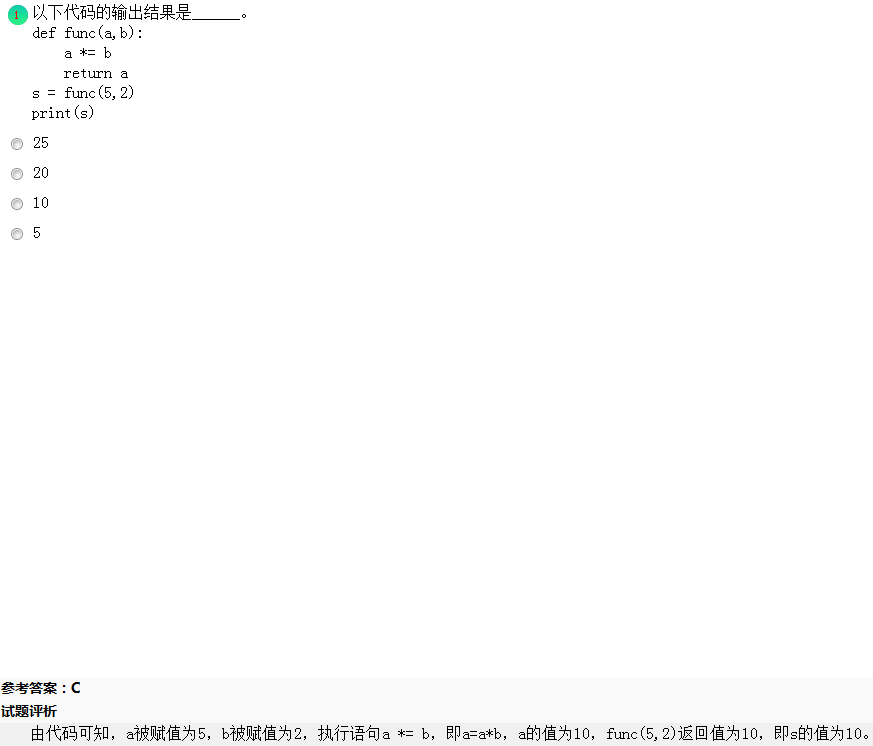 1 以下代码的输出结果是______。
def func(a,b):
    a *= b
    return a
s = func(5,2)
print(s)
25
20
10
5
参考答案：C
试题评析
由代码可知，a被赋值为5，b被赋值为2，执行语句a *= b，即a=a*b，a的值为10，func(5,2)返回值为10，即s的值为10。